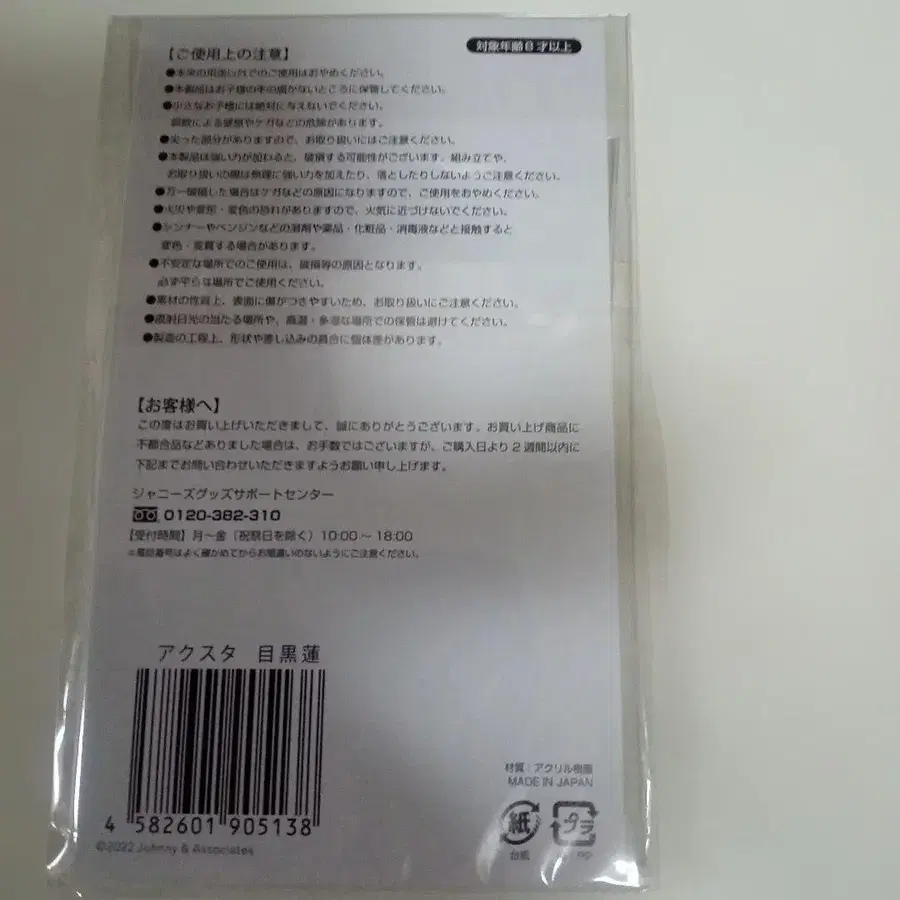 【ご使用上の注意】
対象年齢8才以上
●本来の用途以外でのご使用はおやめください。
●本製品はお子様の手の届かないところに保管してください。
●小さなお子様には絶対に与えないでください。
誤飲による窒息やケガなどの危険があります。
●尖った部分がありますので、お取り扱いにはご注意ください。
●本製品は強い力が加わると、破損する可能性がございます。組み立てや、
お取り扱いの際は無理に強い力を加えたり、落としたりしないようご注意ください。
●万一破損した場合はケガなどの原因になりますので、ご使用をおやめください。
●火災や変形・変色の恐れがありますので、火気に近づけないでください。
●シンナーやベンジンなどの溶剤や薬品・化粧品・消毒液などと接触すると
変色・変質する場合があります。
●不安定な場所でのご使用は、破損等の原因となります。
必ず平らな場所でご使用ください。
●素材の性質上、表面に傷がつきやすいため、お取り扱いにご注意ください。
●直射日光の当たる場所や、高温・多湿な場所での保管は避けてください。
●製造の工程上、形状や差し込みの具合に個体差があります。
【お客様へ】
この度はお買い上げいただきまして、誠にありがとうございます。お買い上げ商品に
不都合品などありました場合は、お手数ではございますが、ご購入日より2週間以内に
下記までお問い合わせいただきますようお願い申し上げます。
ジャニーズグッズサポートセンター
0120-382-310
【受付時間】月〜金（祝祭日を除く）10:00〜18:00
※電話番号はよく確かめてからお間違いのないようにご注意ください。
アクスタ 目黒蓮
4 582601 905138
©2022 Johnny & Associates
材質：アクリル樹脂
MADE IN JAPAN
紙
プラ
台紙
PP